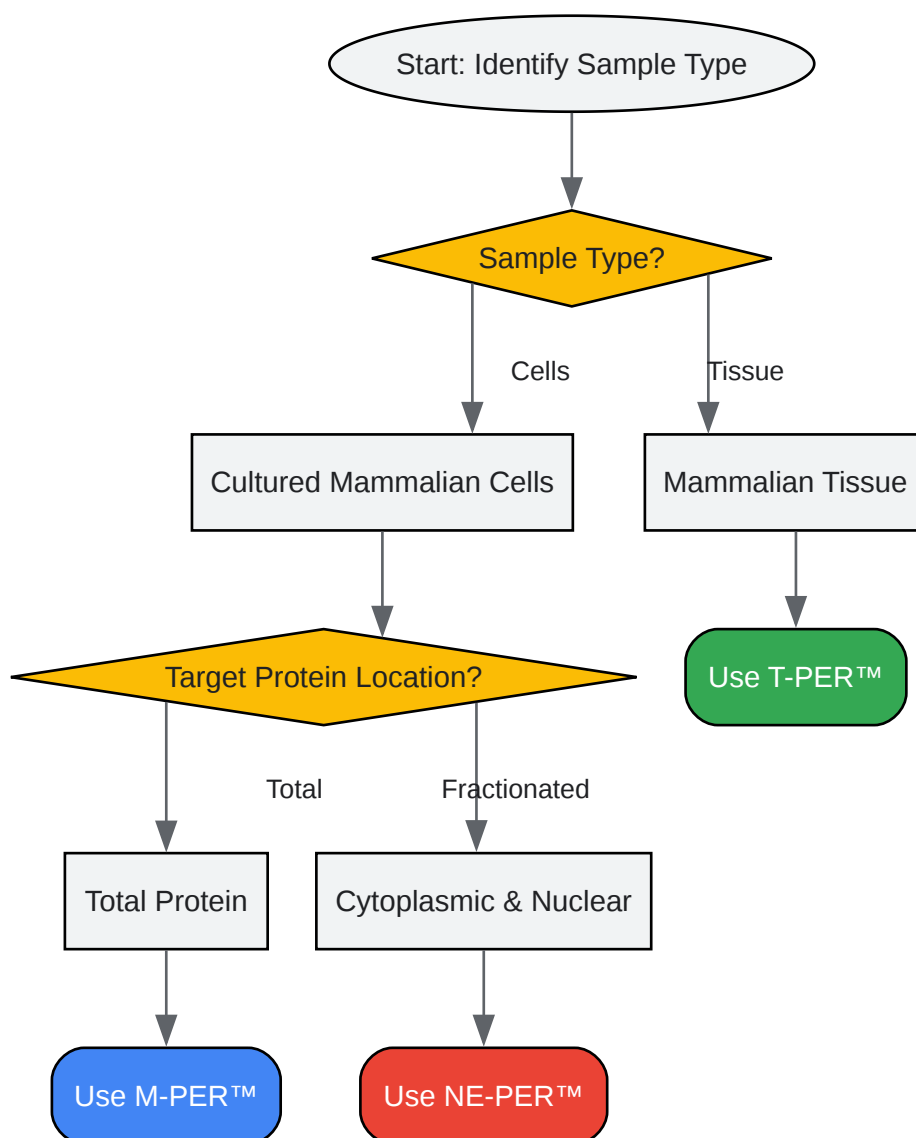 Start: Identify Sample Type
Sample Type?
Cells
Tissue
Cultured Mammalian Cells
Mammalian Tissue
Target Protein Location?
Use T-PER™
Total
Fractionated
Total Protein
Cytoplasmic & Nuclear
Use M-PER™
Use NE-PER™